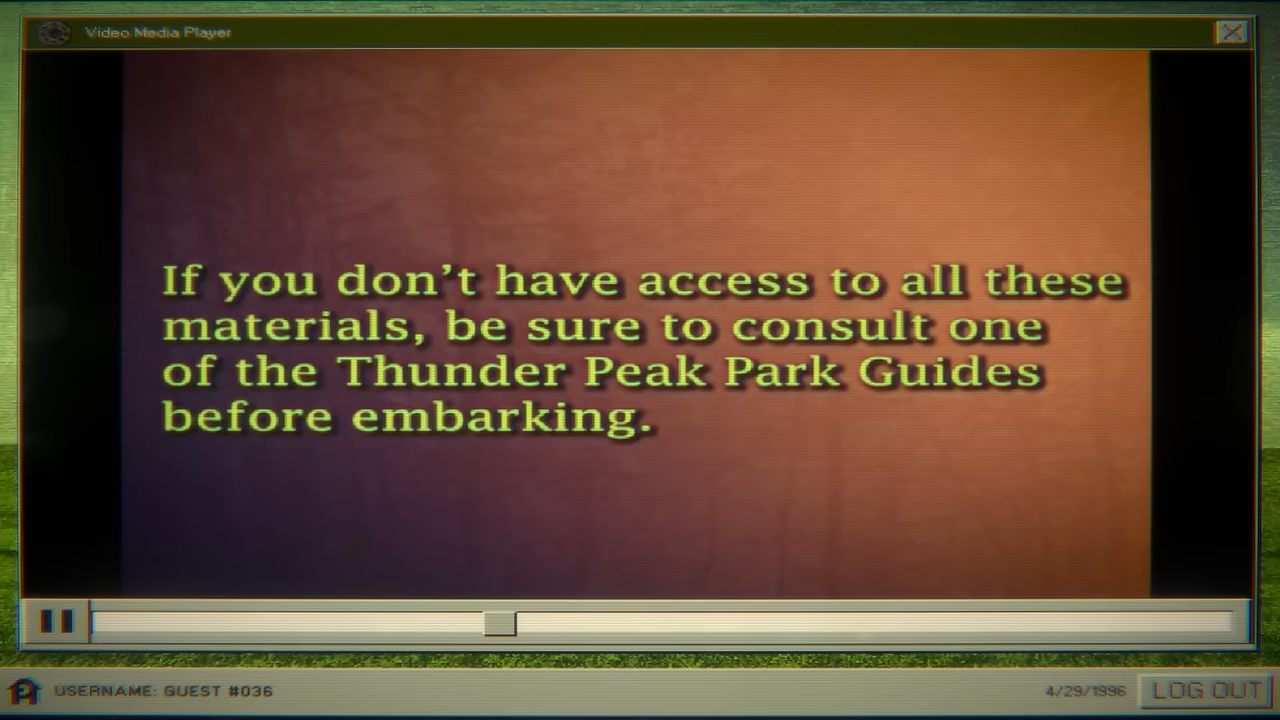 Video Media Player
If you don't have access to all these
materials, be sure to consult one
of the Thunder Peak Park Guides
before embarking.
USERNAME: GUEST #036
4/29/1996
LOG OUT